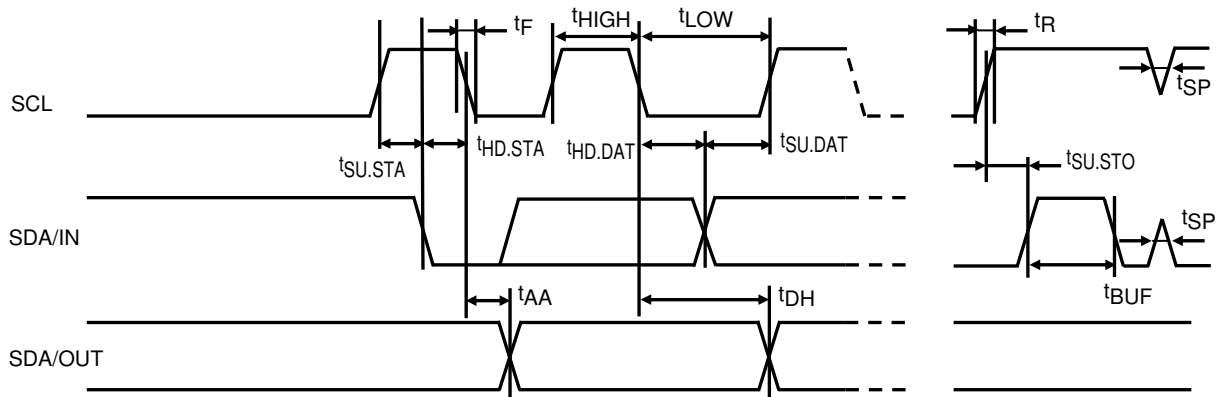 tF
tHIGH
tLOW
tR
SCL
tSP
tSU.STA
tHD.STA
tHD.DAT
tSU.DAT
tSU.STO
SDA/IN
tSP
tAA
tDH
tBUF
SDA/OUT